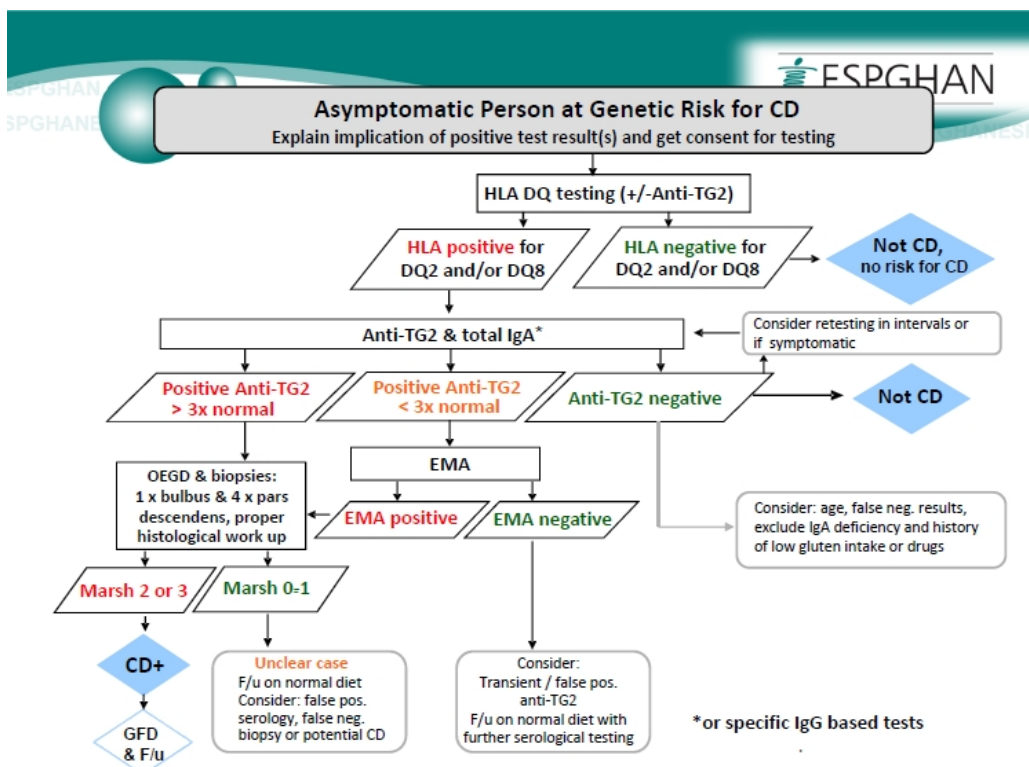 ESPGHAN
Asymptomatic Person at Genetic Risk for CD
Explain implication of positive test result(s) and get consent for testing
HLA DQ testing (+/-Anti-TG2)
HLA positive for
DQ2 and/or DQ8
HLA negative for
DQ2 and/or DQ8
Not CD,
no risk for CD
Anti-TG2 & total IgA*
Consider retesting in intervals or
if symptomatic
Positive Anti-TG2
> 3x normal
Positive Anti-TG2
< 3x normal
Anti-TG2 negative
Not CD
OEGD & biopsies:
1 x bulbus & 4 x pars
descendens, proper
histological work up
EMA
EMA positive
EMA negative
Consider: age, false neg. results,
exclude IgA deficiency and history
of low gluten intake or drugs
Marsh 2 or 3
Marsh 0-1
CD+
Unclear case
F/u on normal diet
Consider: false pos.
serology, false neg.
biopsy or potential CD
Consider:
Transient / false pos.
anti-TG2
F/u on normal diet with
further serological testing
GFD
& F/u
*or specific IgG based tests